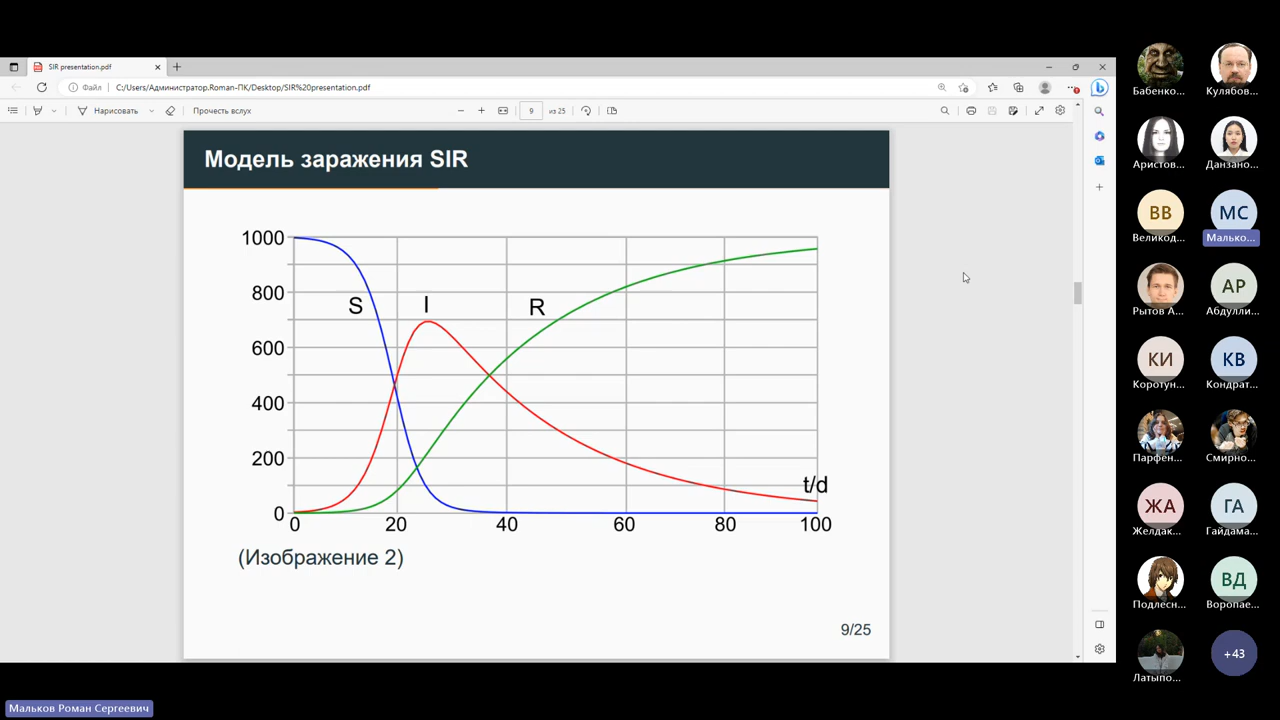 SIR presentation.pdf
Файл
C:/Users/Администратор.Roman-ПК/Desktop/SIR%20presentation.pdf
Нарисовать
Прочесть вслух
9
из 25
Модель заражения SIR
1000
800
600
400
200
0
S
I
R
t/d
0 20 40 60 80 100
(Изображение 2)
9/25
Бабенко...
Кулябов...
Аристов...
Данзано...
ВВ
Великод...
МС
Малько...
Рытов А...
АР
Абдулли...
КИ
Коротун...
КВ
Кондрат...
Парфен...
Смирно...
ЖА
Желдак...
ГА
Гайдама...
Подлесн...
ВД
Воропае...
Латыпо...
+43
Мальков Роман Сергеевич